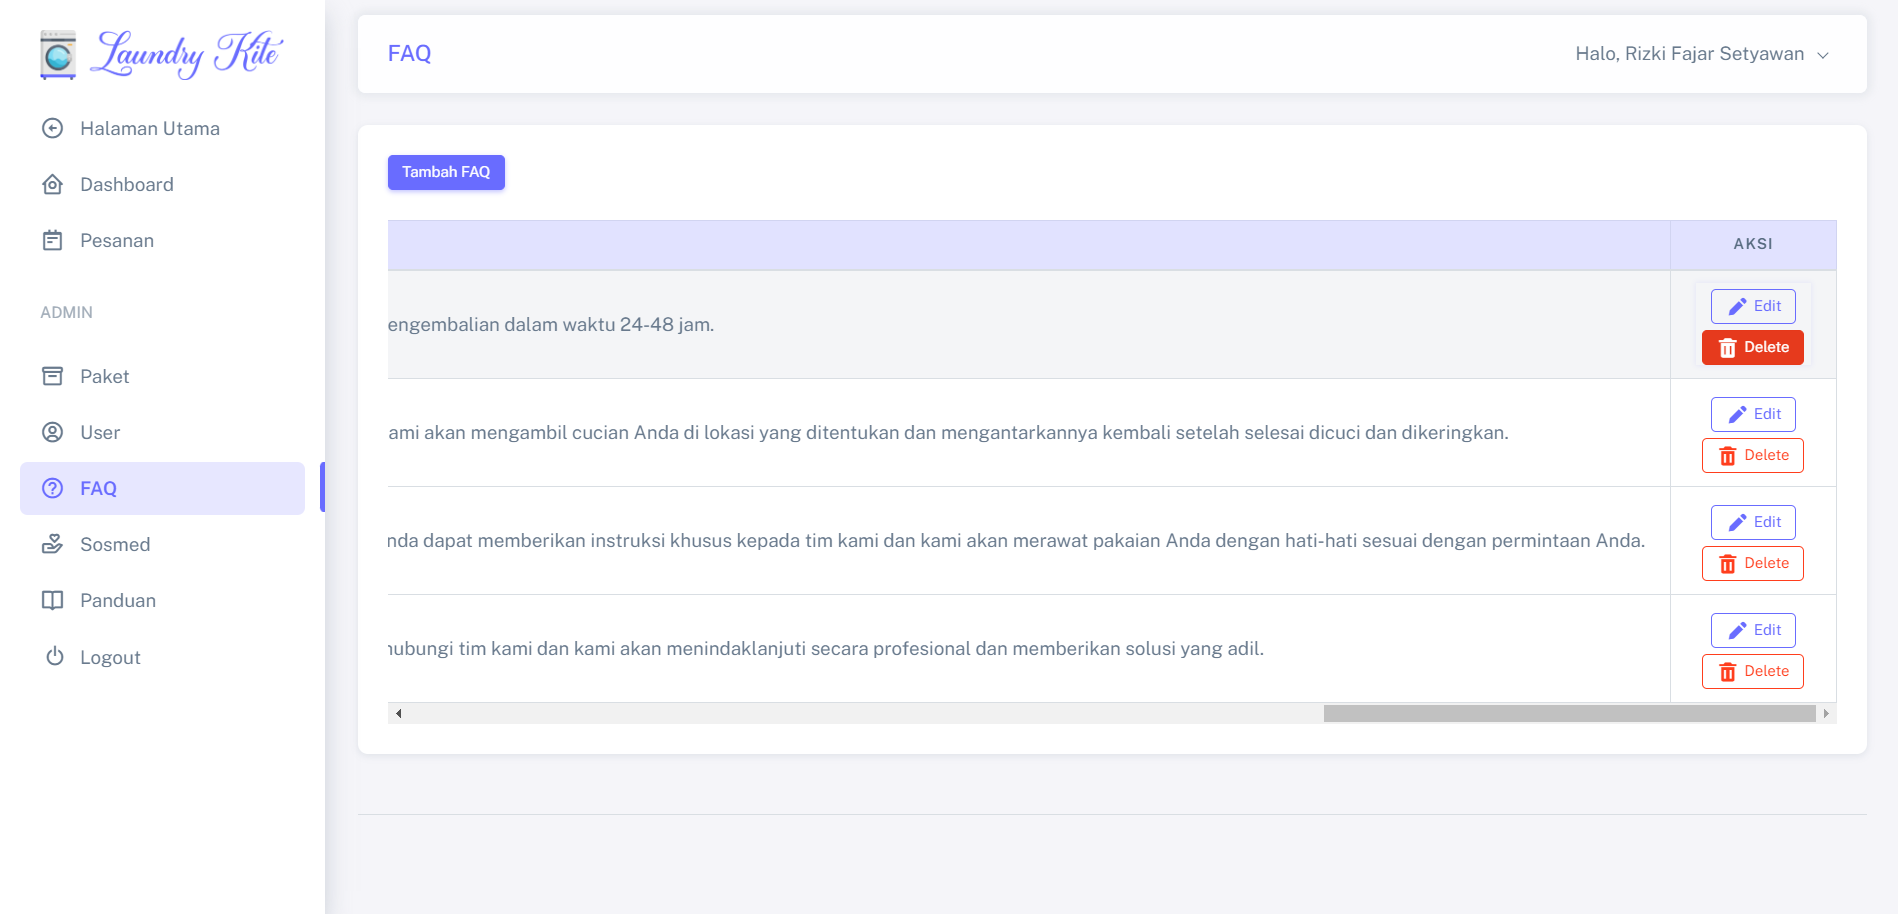 Laundry Kite
Halaman Utama
Dashboard
Pesanan
ADMIN
Paket
User
FAQ
Sosmed
Panduan
Logout
FAQ
Halo, Rizki Fajar Setyawan
Tambah FAQ
AKSI
engembalian dalam waktu 24-48 jam.
Edit
Delete
ami akan mengambil cucian Anda di lokasi yang ditentukan dan mengantarkannya kembali setelah selesai dicuci dan dikeringkan.
Edit
Delete
nda dapat memberikan instruksi khusus kepada tim kami dan kami akan merawat pakaian Anda dengan hati-hati sesuai dengan permintaan Anda.
Edit
Delete
hubungi tim kami dan kami akan menindaklanjuti secara profesional dan memberikan solusi yang adil.
Edit
Delete